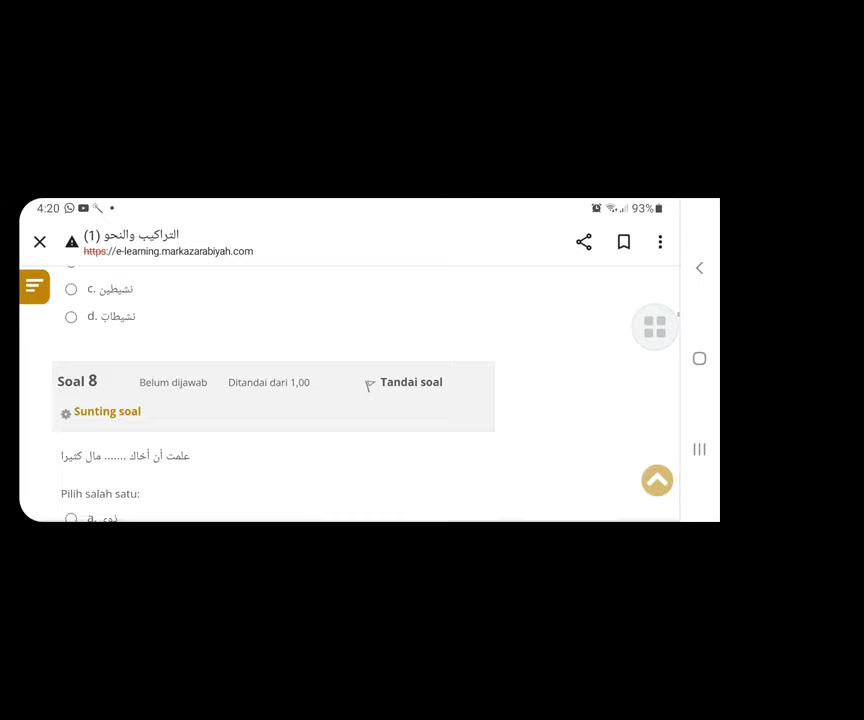 4:20
93%
التراكيب والنحو (1)
https://e-learning.markazarabiyah.com
c. نشيطين
d. نشيطاتٍ
Soal 8
Belum dijawab
Ditandai dari 1,00
Tandai soal
Sunting soal
علمت أن أخاك ....... مال كثيرا
Pilih salah satu:
a. ذوي